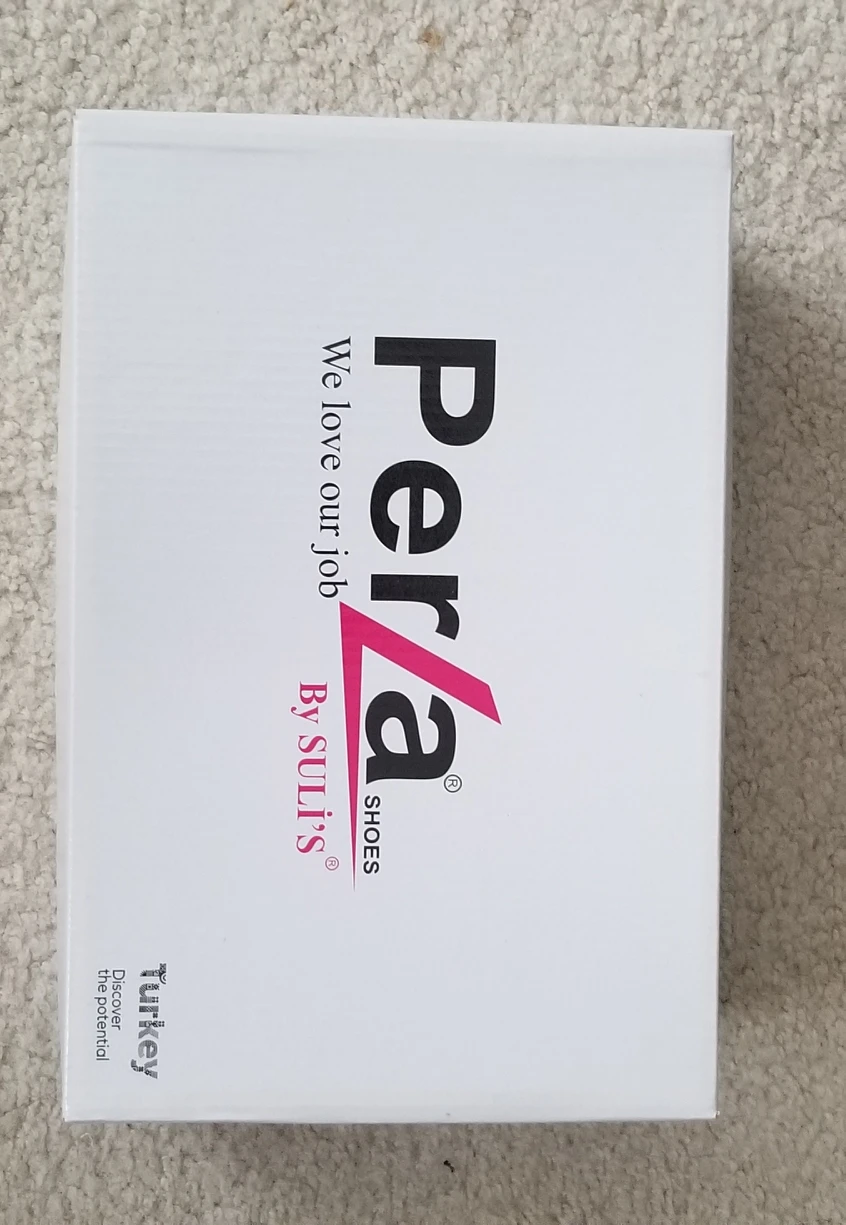 Perla®
SHOES
We love our job
By SULİ'S®
Turkey
Discover
the potential